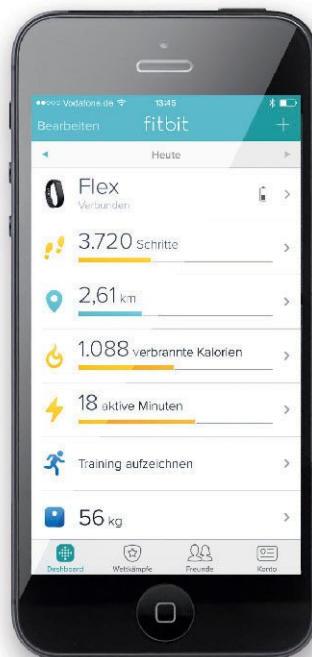 Vodafone.de 13:45
Bearbeiten fitbit +
Heute
Flex
Verbunden
3.720 Schritte
2,61 km
1.088 verbrannte Kalorien
18 aktive Minuten
Training aufzeichnen
56 kg
Dashboard Wettkämpfe Freunde Konto